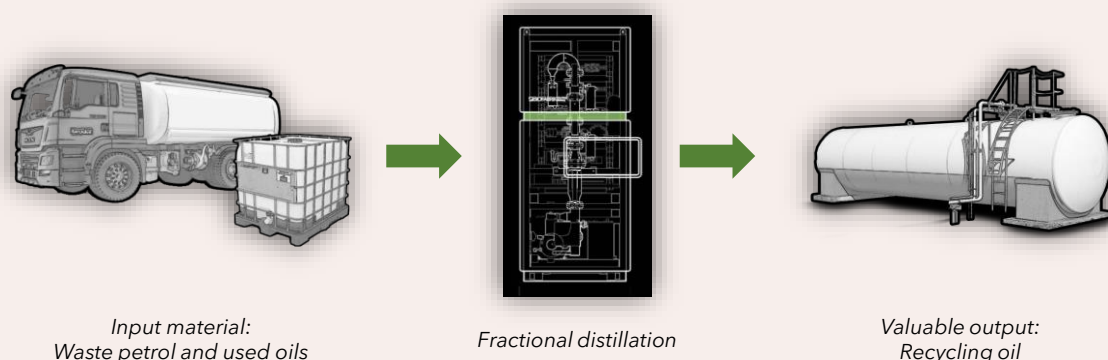 Input material:
Waste petrol and used oils
Fractional distillation
Valuable output:
Recycling oil